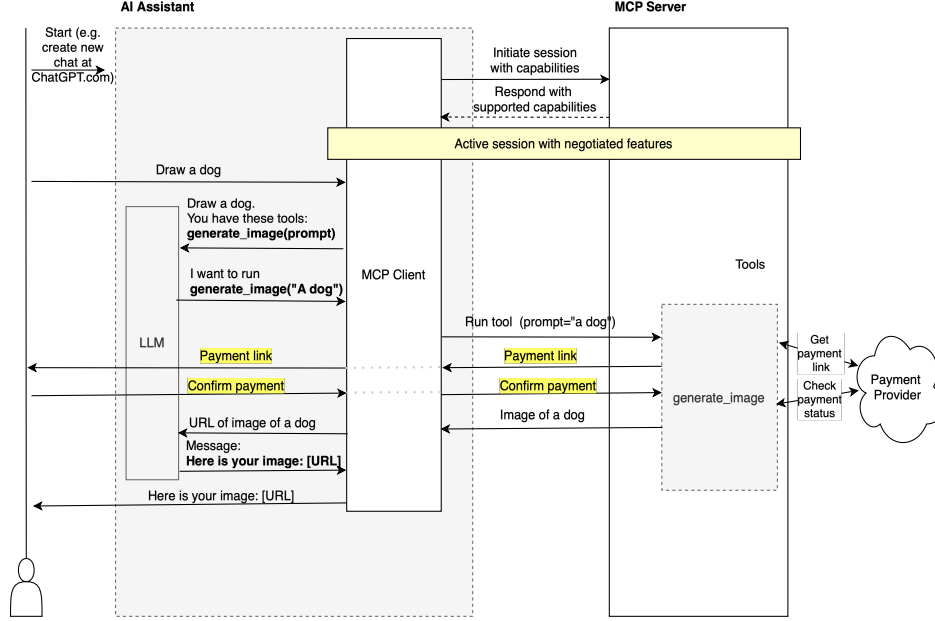 AI Assistant
MCP Server
Start (e.g.
create new
chat at
ChatGPT.com)
Initiate session
with capabilities
Respond with
supported capabilities
Active session with negotiated features
Draw a dog
Draw a dog.
You have these tools:
generate_image(prompt)
I want to run
generate_image("A dog")
MCP Client
Tools
Run tool (prompt="a dog")
LLM
Payment link
Payment link
Get
payment
link
Confirm payment
Confirm payment
Check
payment
status
Payment
Provider
generate_image
URL of image of a dog
Image of a dog
Message:
Here is your image: [URL]
Here is your image: [URL]